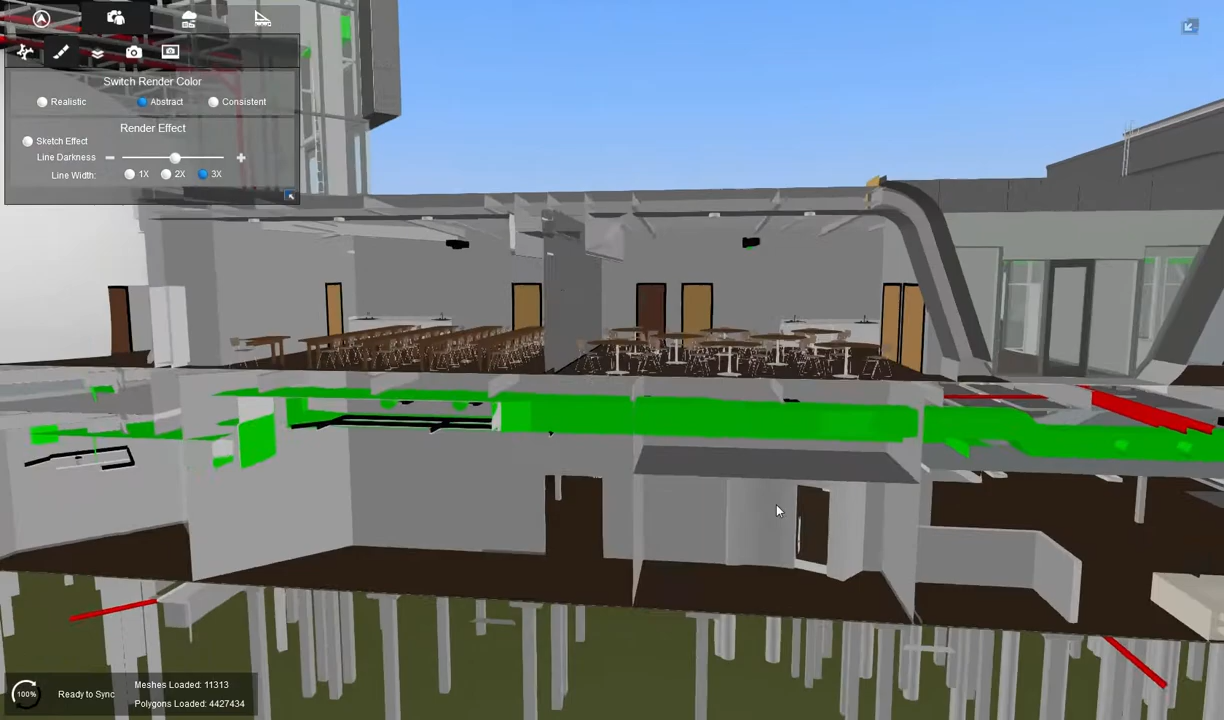 Switch Render Color
Realistic Abstract Consistent
Render Effect
Sketch Effect
Line Darkness
Line Width: 1X 2X 3X
100% Ready to Sync
Meshes Loaded: 11313
Polygons Loaded: 4427434